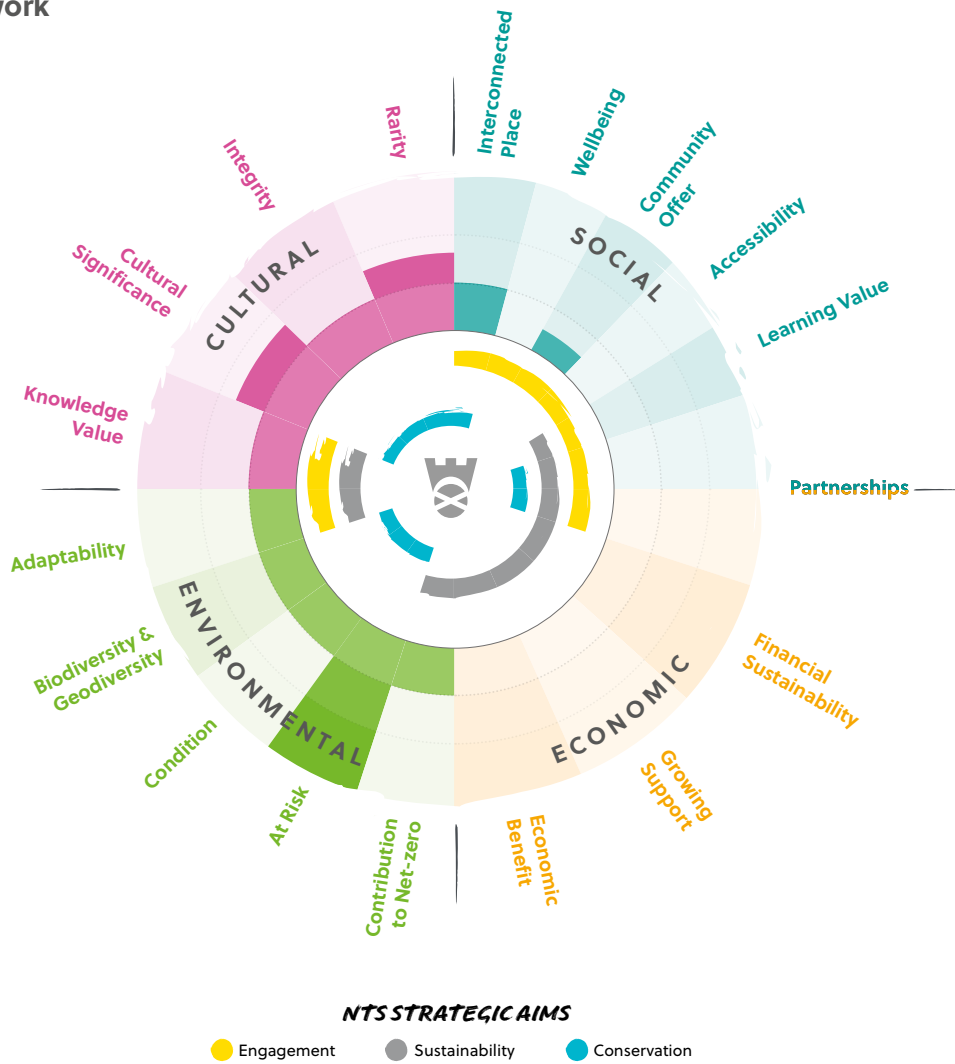 work
Interconnected
Place
Wellbeing
Community
Offer
Accessibility
Learning Value
Partnerships
Financial
Sustainability
Growing
Support
Economic
Benefit
Contribution
to Net-zero
At Risk
Condition
Biodiversity &
Geodiversity
Adaptability
Knowledge
Value
Cultural
Significance
Integrity
Rarity
CULTURAL
SOCIAL
ENVIRONMENTAL
ECONOMIC
NTS STRATEGIC AIMS
Engagement
Sustainability
Conservation